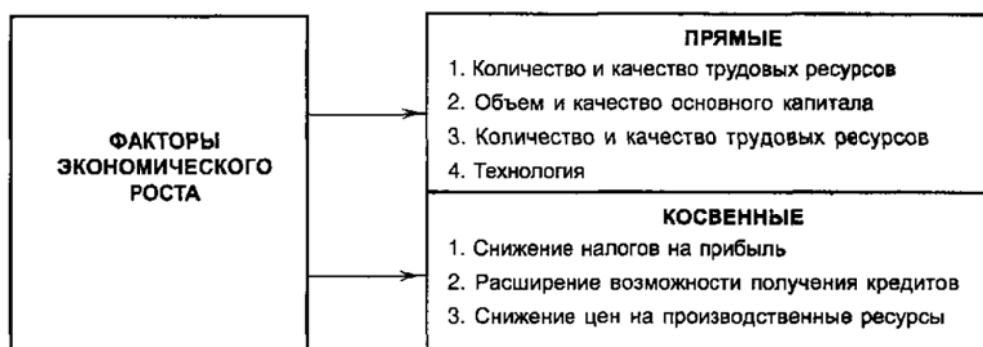 ФАКТОРЫ
ЭКОНОМИЧЕСКОГО
РОСТА
ПРЯМЫЕ
1. Количество и качество трудовых ресурсов
2. Объем и качество основного капитала
3. Количество и качество трудовых ресурсов
4. Технология
КОСВЕННЫЕ
1. Снижение налогов на прибыль
2. Расширение возможности получения кредитов
3. Снижение цен на производственные ресурсы